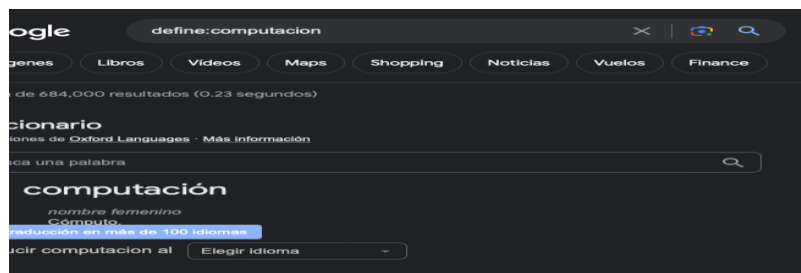 ogle define:computacion
genes Libros Vídeos Maps Shopping Noticias Vuelos Finance
de 684,000 resultados (0.23 segundos)
cionario
iones de Oxford Languages · Más información
sca una palabra
computación
nombre femenino
Cómputo.
raducción en más de 100 idiomas
ucir computacion al Elegir idioma